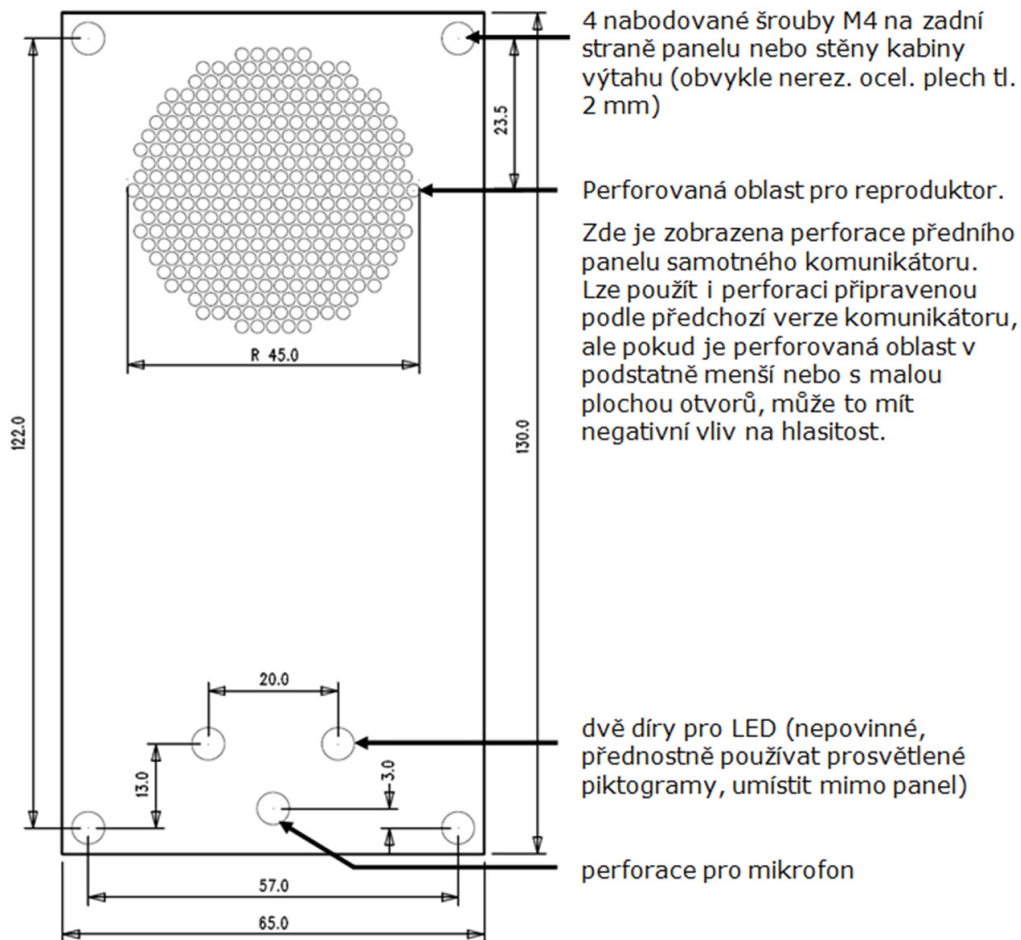 4 nabodované šrouby M4 na zadní
straně panelu nebo stěny kabiny
výtahu (obvykle nerez. ocel. plech tl.
2 mm)
23.5
Perforovaná oblast pro reproduktor.
Zde je zobrazena perforace předního
panelu samotného komunikátoru.
Lze použít i perforaci připravenou
podle předchozí verze komunikátoru,
ale pokud je perforovaná oblast v
podstatně menší nebo s malou
plochou otvorů, může to mít
negativní vliv na hlasitost.
R 45.0
122.0
130.0
20.0
dvě díry pro LED (nepovinné,
přednostně používat prosvětlené
piktogramy, umístit mimo panel)
13.0
3.0
perforace pro mikrofon
57.0
65.0